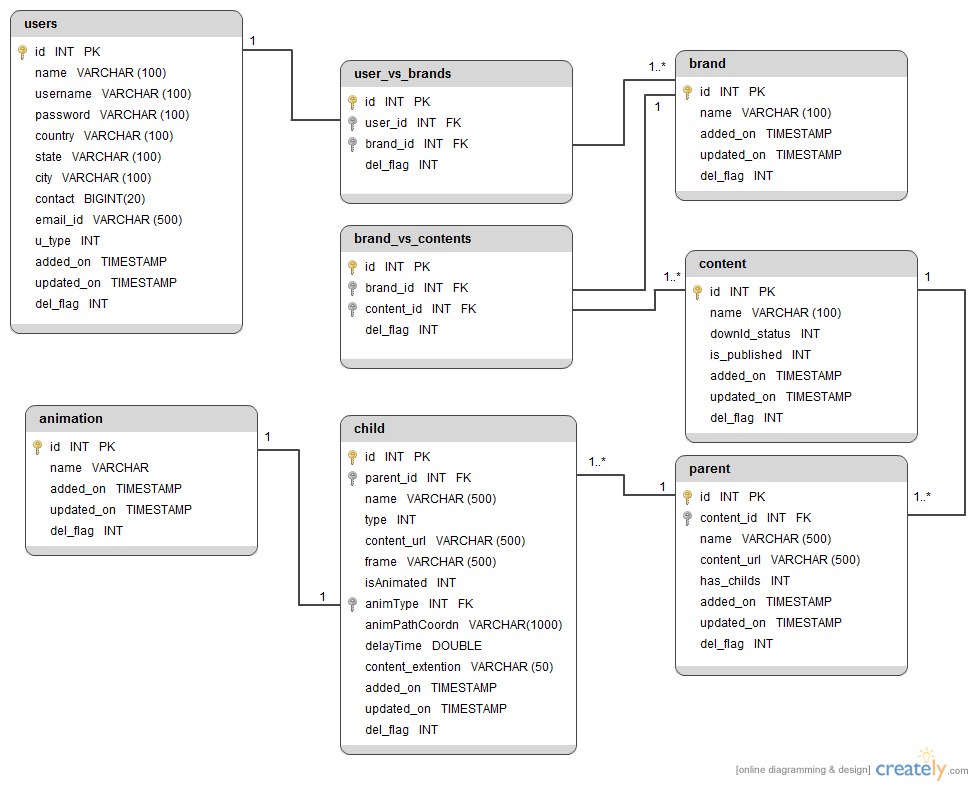 users
id INT PK
name VARCHAR (100)
username VARCHAR (100)
password VARCHAR (100)
country VARCHAR (100)
state VARCHAR (100)
city VARCHAR (100)
contact BIGINT(20)
email_id VARCHAR (500)
u_type INT
added_on TIMESTAMP
updated_on TIMESTAMP
del_flag INT
1
user_vs_brands
id INT PK
user_id INT FK
brand_id INT FK
del_flag INT
1..*
1
brand
id INT PK
name VARCHAR (100)
added_on TIMESTAMP
updated_on TIMESTAMP
del_flag INT
brand_vs_contents
id INT PK
brand_id INT FK
content_id INT FK
del_flag INT
1..*
content
id INT PK
name VARCHAR (100)
downld_status INT
is_published INT
added_on TIMESTAMP
updated_on TIMESTAMP
del_flag INT
1
animation
id INT PK
name VARCHAR
added_on TIMESTAMP
updated_on TIMESTAMP
del_flag INT
1
1
child
id INT PK
parent_id INT FK
name VARCHAR (500)
type INT
content_url VARCHAR (500)
frame VARCHAR (500)
isAnimated INT
animType INT FK
animPathCoordn VARCHAR(1000)
delayTime DOUBLE
content_extention VARCHAR (50)
added_on TIMESTAMP
updated_on TIMESTAMP
del_flag INT
1..*
1
parent
id INT PK
content_id INT FK
name VARCHAR (500)
content_url VARCHAR (500)
has_childs INT
added_on TIMESTAMP
updated_on TIMESTAMP
del_flag INT
1..*
[online diagramming & design] creately.com